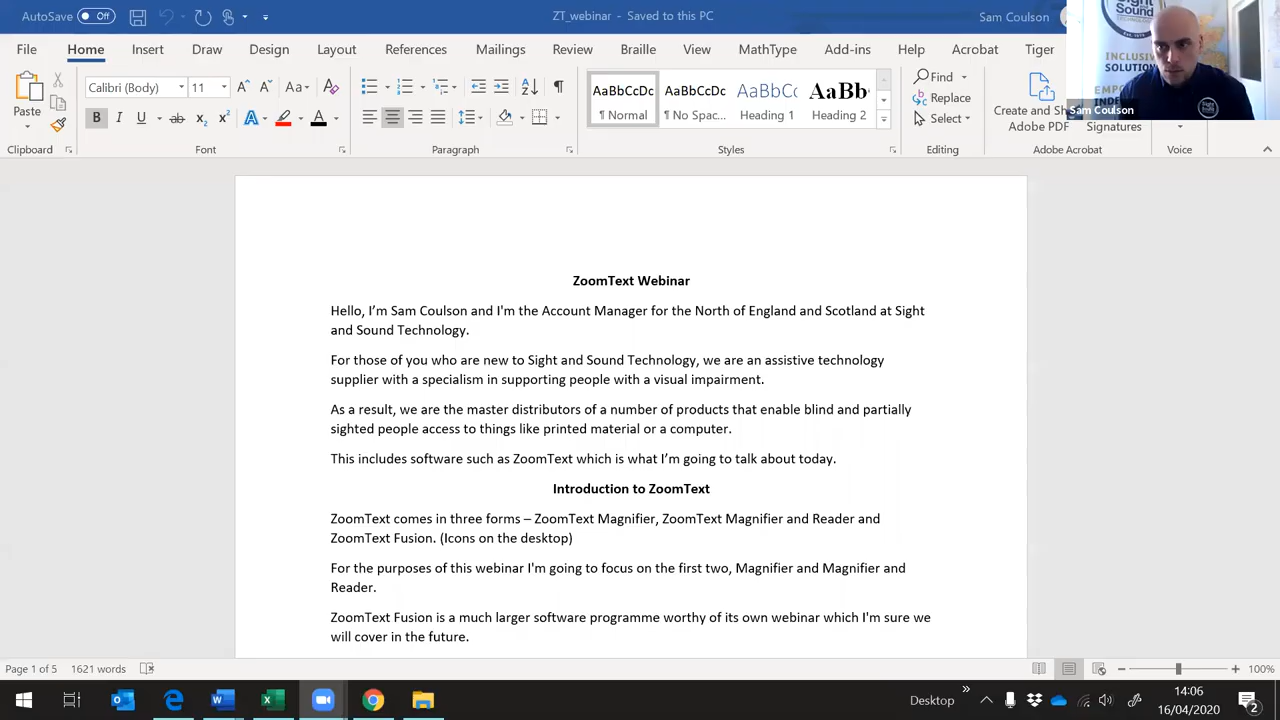 AutoSave Off
ZT_webinar - Saved to this PC
Sam Coulson
File Home Insert Draw Design Layout References Mailings Review Braille View MathType Add-ins Help Acrobat Tiger
Paste
Clipboard
Calibri (Body) 11
Font
Paragraph
AaBbCcDc AaBbCcDc AaBbCc AaBb
¶ Normal ¶ No Spac... Heading 1 Heading 2
Styles
Find
Replace
Select
Editing
Create and Sh
Adobe PDF
Signatures
Adobe Acrobat
Voice
Sight
Sound
TECHNOLOGY
INCLUSIVE
SOLUTION
Sam Coulson
ZoomText Webinar
Hello, I’m Sam Coulson and I'm the Account Manager for the North of England and Scotland at Sight
and Sound Technology.
For those of you who are new to Sight and Sound Technology, we are an assistive technology
supplier with a specialism in supporting people with a visual impairment.
As a result, we are the master distributors of a number of products that enable blind and partially
sighted people access to things like printed material or a computer.
This includes software such as ZoomText which is what I’m going to talk about today.
Introduction to ZoomText
ZoomText comes in three forms – ZoomText Magnifier, ZoomText Magnifier and Reader and
ZoomText Fusion. (Icons on the desktop)
For the purposes of this webinar I'm going to focus on the first two, Magnifier and Magnifier and
Reader.
ZoomText Fusion is a much larger software programme worthy of its own webinar which I'm sure we
will cover in the future.
Page 1 of 5 1621 words
100%
Desktop
14:06
16/04/2020
2